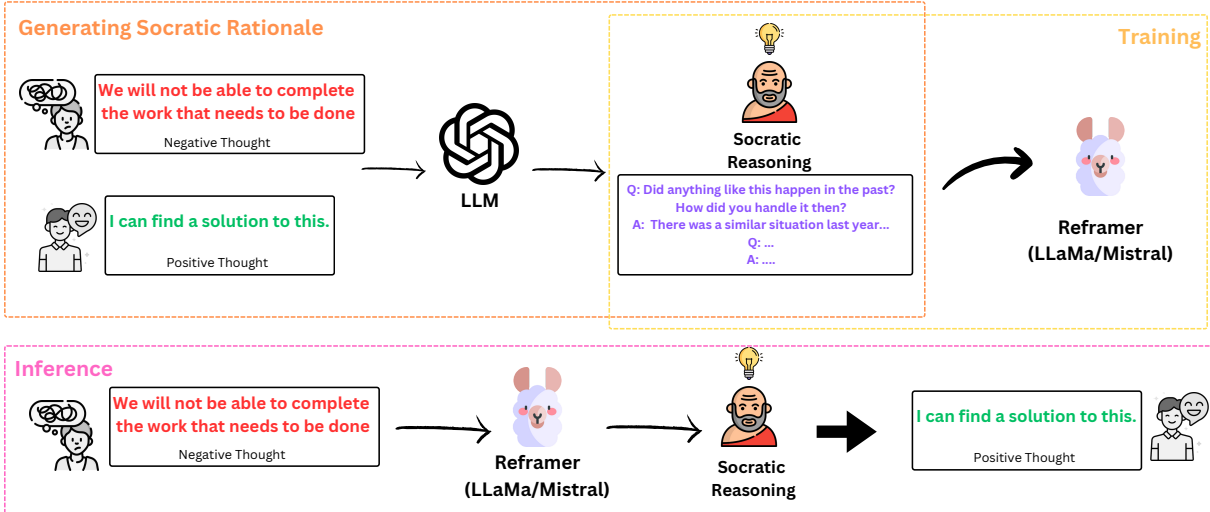 Generating Socratic Rationale
Training
We will not be able to complete
the work that needs to be done
Negative Thought
I can find a solution to this.
Positive Thought
LLM
Socratic
Reasoning
Q: Did anything like this happen in the past?
How did you handle it then?
A:  There was a similar situation last year...
Q: ...
A: ....
Reframer
(LLaMa/Mistral)
Inference
We will not be able to complete
the work that needs to be done
Negative Thought
Reframer
(LLaMa/Mistral)
Socratic
Reasoning
I can find a solution to this.
Positive Thought